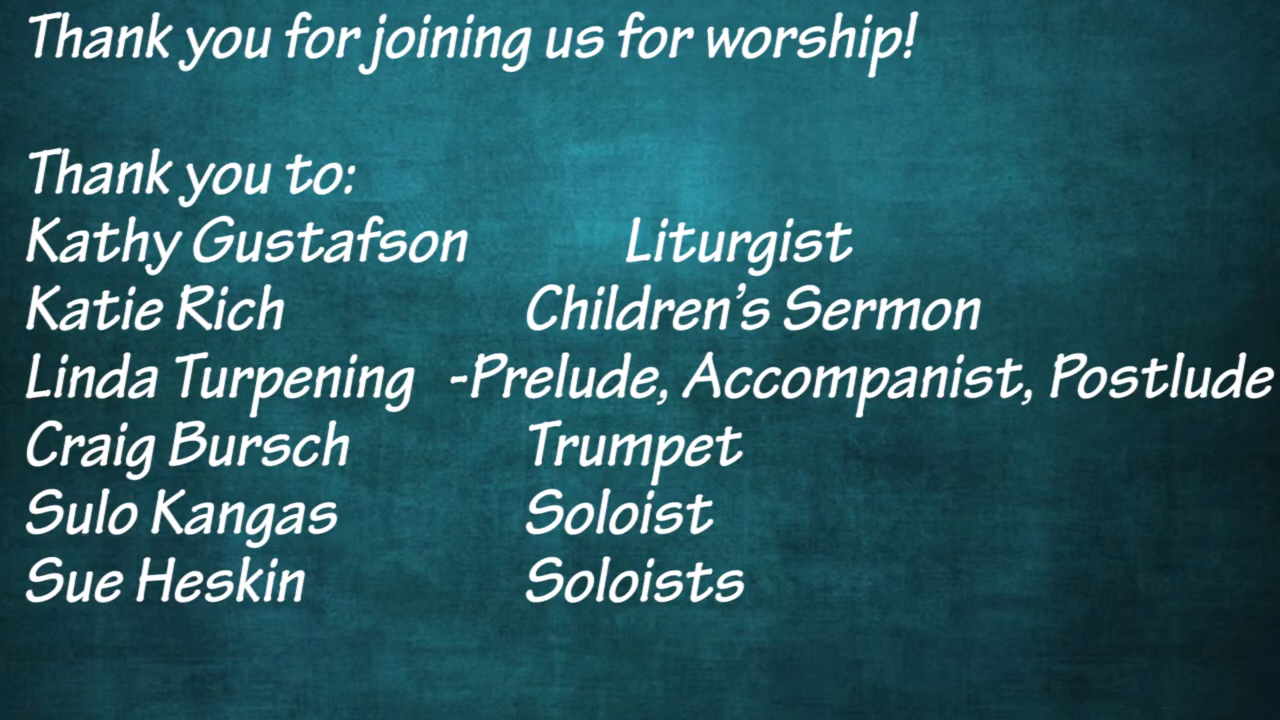 Thank you for joining us for worship!
Thank you to:
Kathy Gustafson Liturgist
Katie Rich Children's Sermon
Linda Turpening -Prelude, Accompanist, Postlude
Craig Bursch Trumpet
Sulo Kangas Soloist
Sue Heskin Soloists